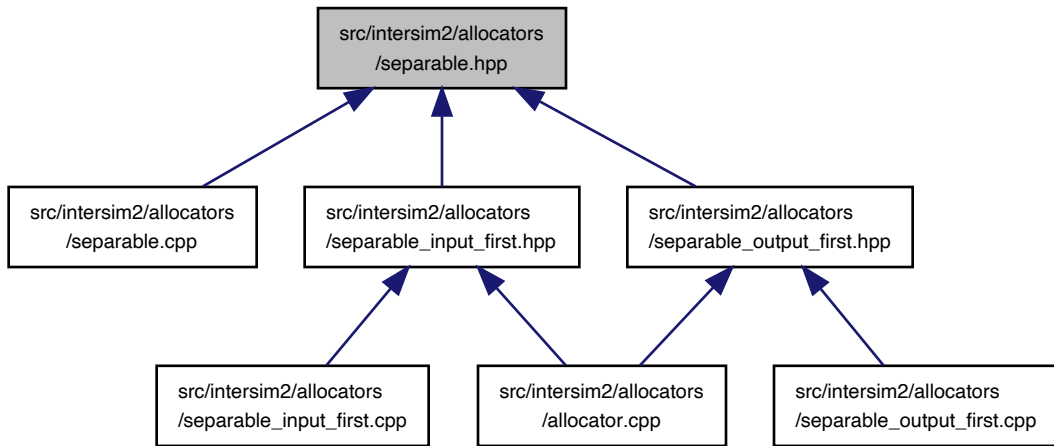 src/intersim2/allocators
/separable.hpp
src/intersim2/allocators
/separable.cpp
src/intersim2/allocators
/separable_input_first.hpp
src/intersim2/allocators
/separable_output_first.hpp
src/intersim2/allocators
/separable_input_first.cpp
src/intersim2/allocators
/allocator.cpp
src/intersim2/allocators
/separable_output_first.cpp